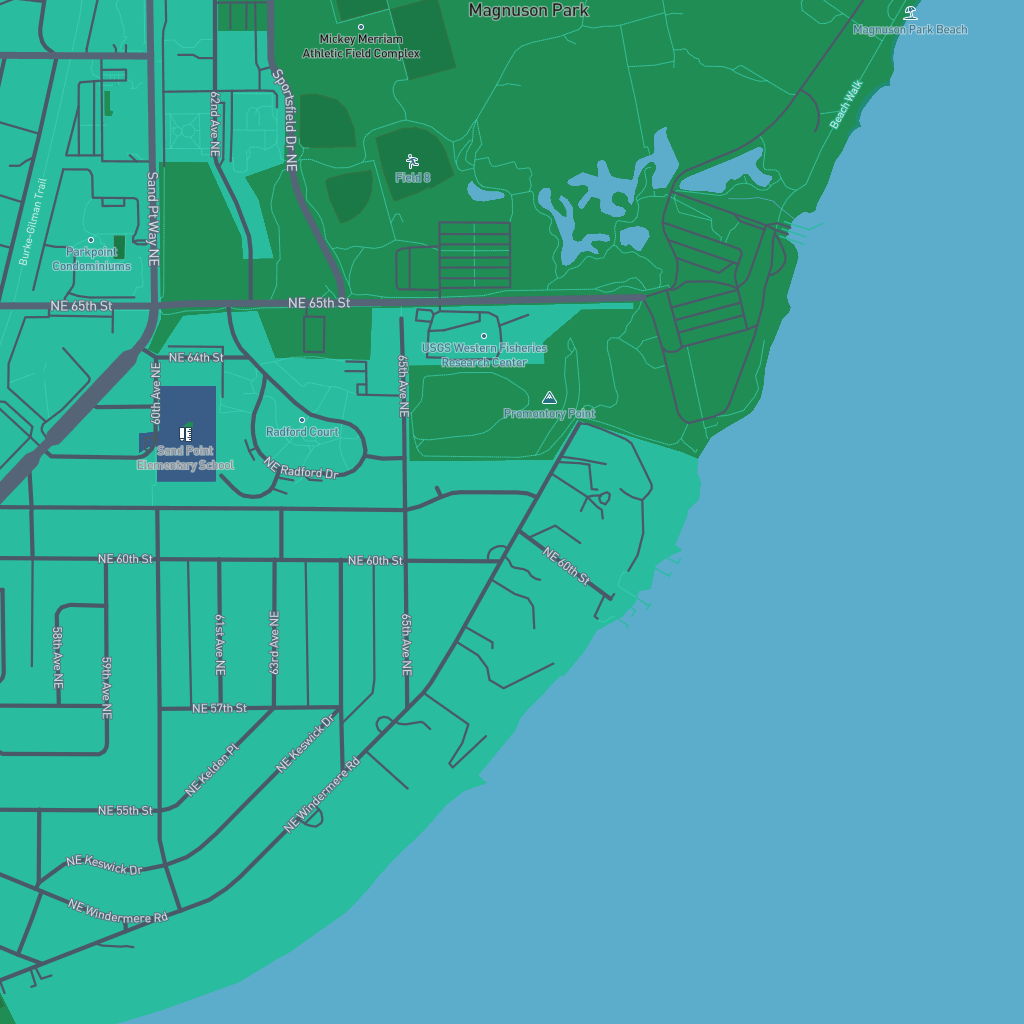 Magnuson Park
Magnuson Park Beach
Mickey Merriam
Athletic Field Complex
Sportsfield Dr NE
62nd Ave NE
Beach Walk
Field 8
Sand Pt Way NE
Burke-Gilman Trail
Parkpoint
Condominiums
NE 65th St
NE 65th St
USGS Western Fisheries
Research Center
NE 64th St
60th Ave NE
65th Ave NE
Promontory Point
Radford Court
Sand Point
Elementary School
NE Radford Dr
NE 60th St
NE 60th St
NE 60th St
58th Ave NE
59th Ave NE
61st Ave NE
63rd Ave NE
65th Ave NE
NE 57th St
NE Kelden Pl
NE Keswick Dr
NE Windermere Rd
NE 55th St
NE Keswick Dr
NE Windermere Rd